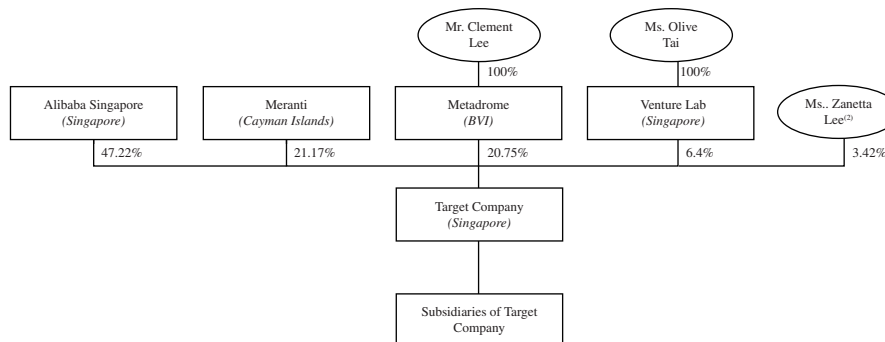 Mr. Clement
Lee
Ms. Olive
Tai
100%
100%
Alibaba Singapore
(Singapore)
Meranti
(Cayman Islands)
Metadrome
(BVI)
Venture Lab
(Singapore)
Ms.. Zanetta
Lee(2)
47.22%
21.17%
20.75%
6.4%
3.42%
Target Company
(Singapore)
Subsidiaries of Target
Company